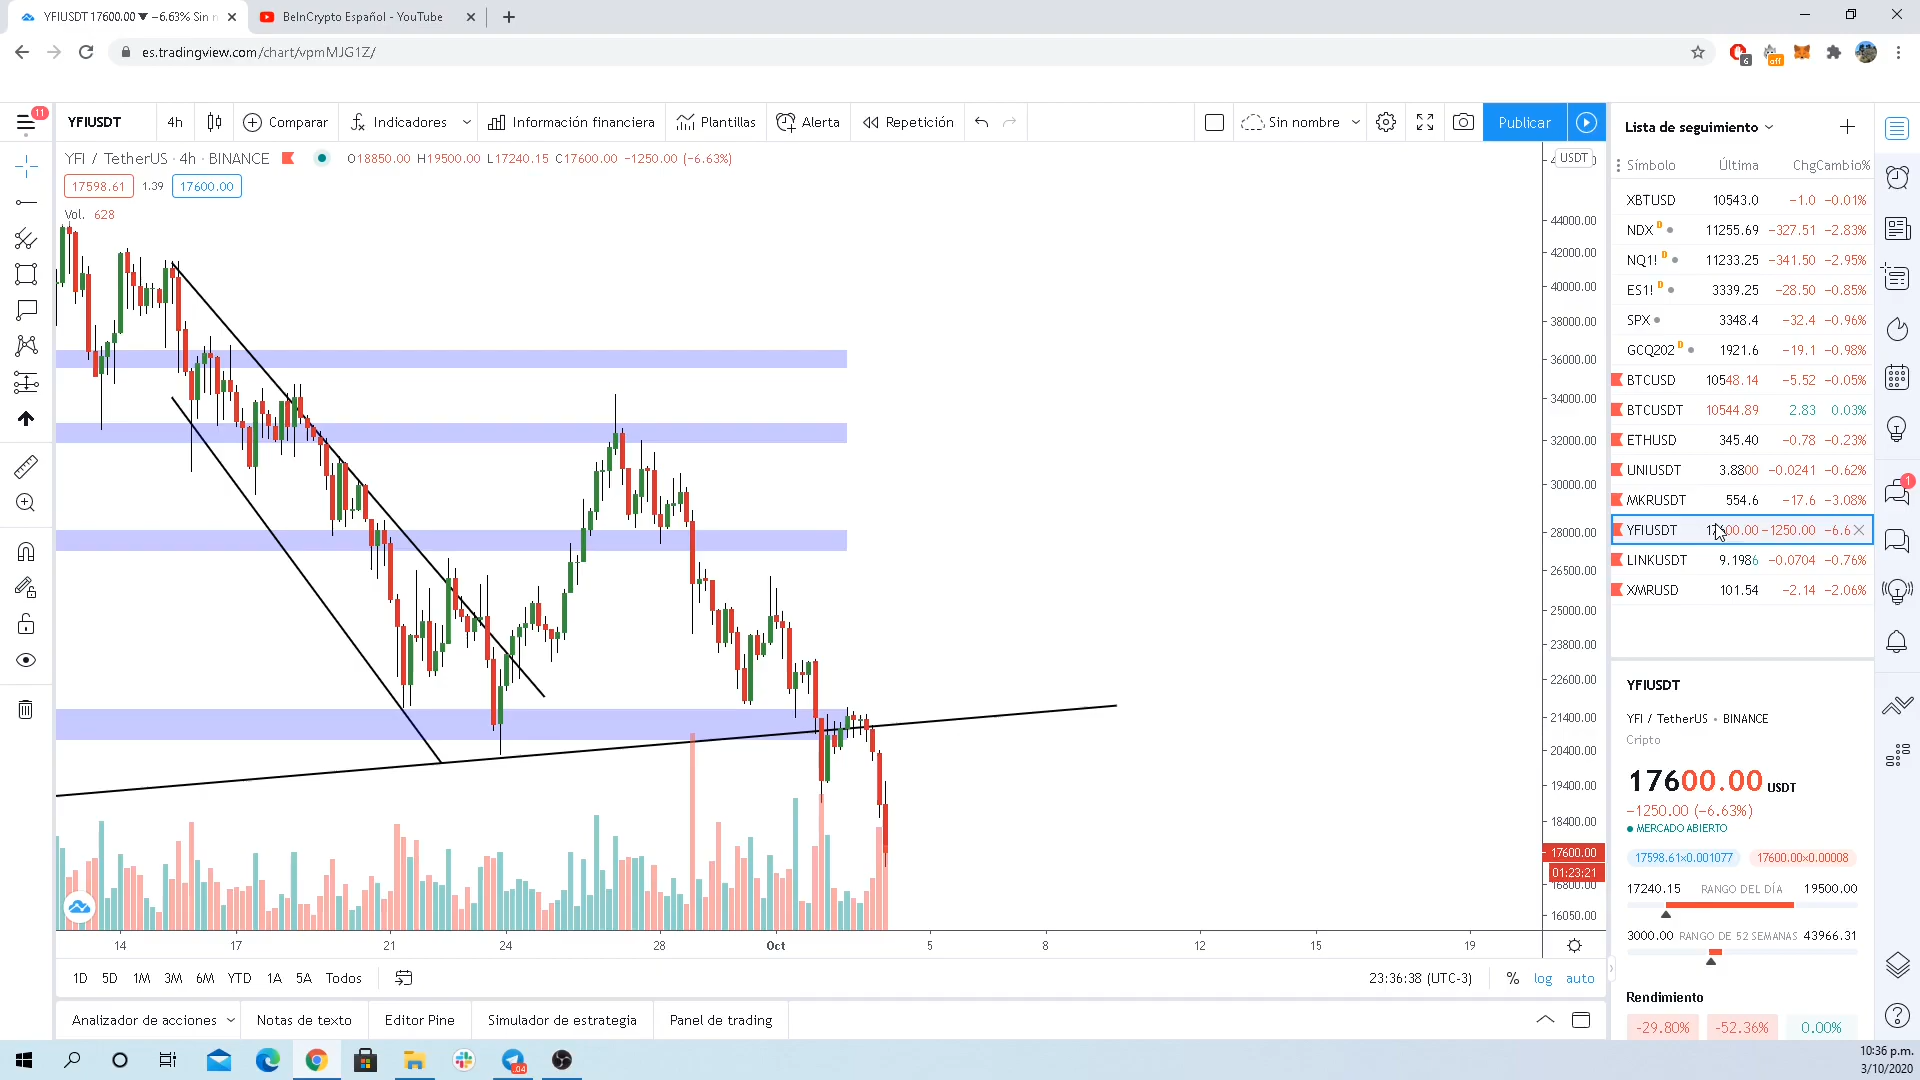 YFIUSDT 17600.00 ▼ −6.63% Sin n
BeInCrypto Español - YouTube
es.tradingview.com/chart/vpmMJG1Z/
6
off
11
YFIUSDT
4h
Comparar
Indicadores
Información financiera
Plantillas
Alerta
Repetición
Sin nombre
Publicar
YFI / TetherUS · 4h · BINANCE
O18850.00 H19500.00 L17240.15 C17600.00 −1250.00 (−6.63%)
17598.61 1.39 17600.00
Vol. 628
USDT
44000.00
42000.00
40000.00
38000.00
36000.00
34000.00
32000.00
30000.00
28000.00
26500.00
25000.00
23800.00
22600.00
21400.00
20400.00
19400.00
18400.00
17600.00
01:23:21
16800.00
16050.00
14 17 21 24 28 Oct 5 8 12 15 19
1D 5D 1M 3M 6M YTD 1A 5A Todos
23:36:38 (UTC-3) % log auto
Analizador de acciones
Notas de texto
Editor Pine
Simulador de estrategia
Panel de trading
Lista de seguimiento
Símbolo Última Chg Cambio%
XBTUSD 10543.0 −1.0 −0.01%
NDX D 11255.69 −327.51 −2.83%
NQ1! D 11233.25 −341.50 −2.95%
ES1! D 3339.25 −28.50 −0.85%
SPX 3348.4 −32.4 −0.96%
GCQ202 D 1921.6 −19.1 −0.98%
BTCUSD 10548.14 −5.52 −0.05%
BTCUSDT 10544.89 2.83 0.03%
ETHUSD 345.40 −0.78 −0.23%
UNIUSDT 3.8800 −0.0241 −0.62%
MKRUSDT 554.6 −17.6 −3.08%
YFIUSDT −1250.00 −6.6
LINKUSDT 9.1986 −0.0704 −0.76%
XMRUSD 101.54 −2.14 −2.06%
YFIUSDT
YFI / TetherUS • BINANCE
Cripto
17600.00 USDT
−1250.00 (−6.63%)
MERCADO ABIERTO
17598.61×0.001077 17600.00×0.00008
17240.15 RANGO DEL DÍA 19500.00
3000.00 RANGO DE 52 SEMANAS 43966.31
Rendimiento
-29.80% -52.36% 0.00%
1
04
10:36 p.m.
3/10/2020